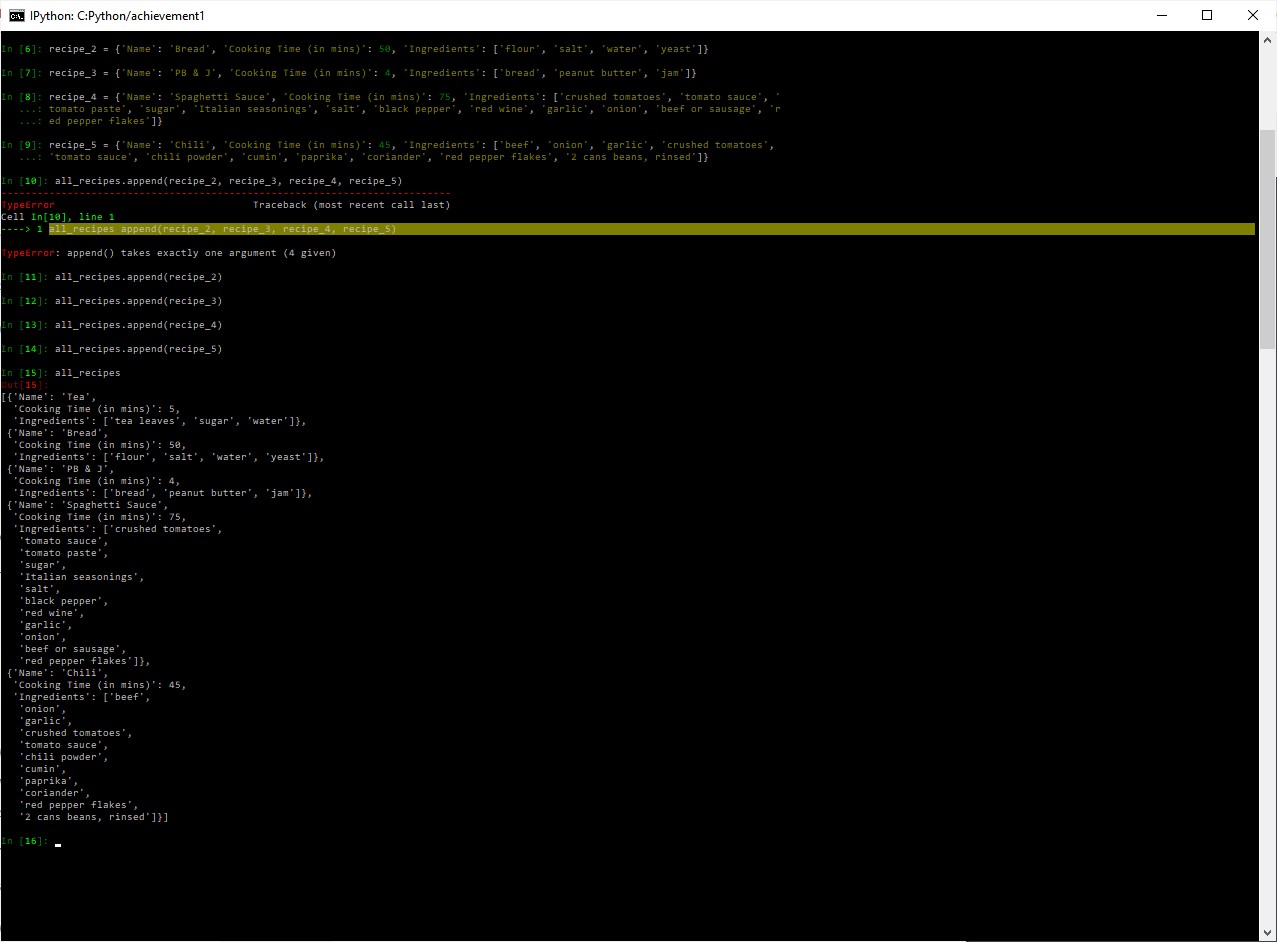 IPython: C:Python/achievement1
In [6]: recipe_2 = {'Name': 'Bread', 'Cooking Time (in mins)': 50, 'Ingredients': ['flour', 'salt', 'water', 'yeast']}
In [7]: recipe_3 = {'Name': 'PB & J', 'Cooking Time (in mins)': 4, 'Ingredients': ['bread', 'peanut butter', 'jam']}
In [8]: recipe_4 = {'Name': 'Spaghetti Sauce', 'Cooking Time (in mins)': 75, 'Ingredients': ['crushed tomatoes', 'tomato sauce', '
   ...: tomato paste', 'sugar', 'Italian seasonings', 'salt', 'black pepper', 'red wine', 'garlic', 'onion', 'beef or sausage', 'r
   ...: ed pepper flakes']}
In [9]: recipe_5 = {'Name': 'Chili', 'Cooking Time (in mins)': 45, 'Ingredients': ['beef', 'onion', 'garlic', 'crushed tomatoes',
   ...: 'tomato sauce', 'chili powder', 'cumin', 'paprika', 'coriander', 'red pepper flakes', '2 cans beans, rinsed']}
In [10]: all_recipes.append(recipe_2, recipe_3, recipe_4, recipe_5)
---------------------------------------------------------------------------
TypeError                                 Traceback (most recent call last)
Cell In[10], line 1
----> 1 all_recipes append(recipe_2, recipe_3, recipe_4, recipe_5)
TypeError: append() takes exactly one argument (4 given)
In [11]: all_recipes.append(recipe_2)
In [12]: all_recipes.append(recipe_3)
In [13]: all_recipes.append(recipe_4)
In [14]: all_recipes.append(recipe_5)
In [15]: all_recipes
Out[15]:
[{'Name': 'Tea',
  'Cooking Time (in mins)': 5,
  'Ingredients': ['tea leaves', 'sugar', 'water']},
 {'Name': 'Bread',
  'Cooking Time (in mins)': 50,
  'Ingredients': ['flour', 'salt', 'water', 'yeast']},
 {'Name': 'PB & J',
  'Cooking Time (in mins)': 4,
  'Ingredients': ['bread', 'peanut butter', 'jam']},
 {'Name': 'Spaghetti Sauce',
  'Cooking Time (in mins)': 75,
  'Ingredients': ['crushed tomatoes',
   'tomato sauce',
   'tomato paste',
   'sugar',
   'Italian seasonings',
   'salt',
   'black pepper',
   'red wine',
   'garlic',
   'onion',
   'beef or sausage',
   'red pepper flakes']},
 {'Name': 'Chili',
  'Cooking Time (in mins)': 45,
  'Ingredients': ['beef',
   'onion',
   'garlic',
   'crushed tomatoes',
   'tomato sauce',
   'chili powder',
   'cumin',
   'paprika',
   'coriander',
   'red pepper flakes',
   '2 cans beans, rinsed']}]
In [16]: